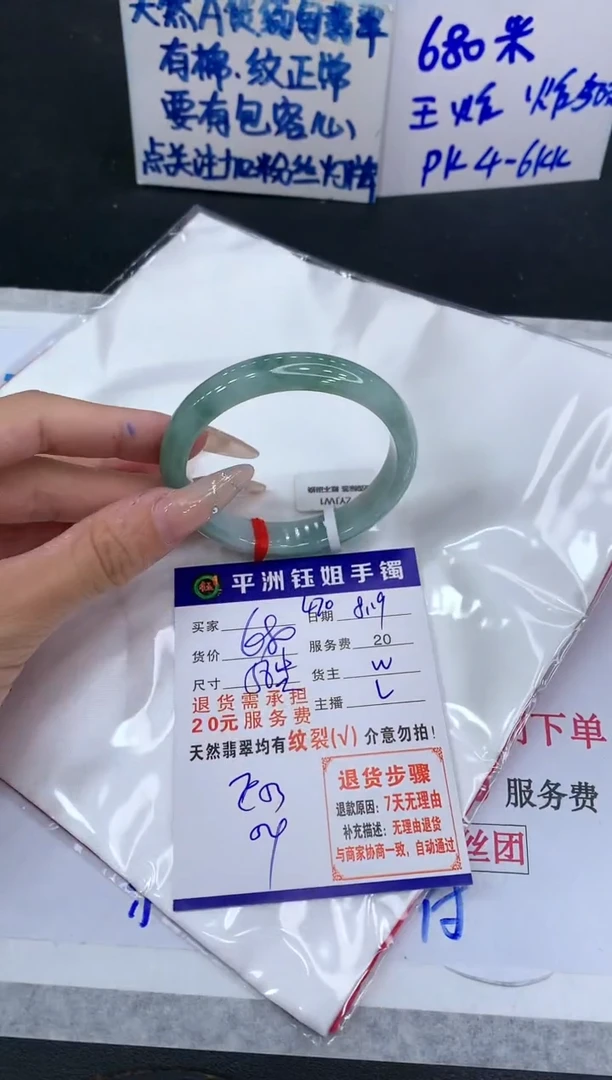 天然A货缅甸翡翠
有棉.纹正常
要有包容心
点关注加粉丝灯牌
680米
PK 4-6KK
ZYJW1
平洲钰姐手镯
买家
日期 8.19
货价 680
服务费 20
尺寸
货主 W
退货需承担
20元服务费
主播 L
天然翡翠均有纹裂(√) 介意勿拍!
退货步骤
退款原因: 7天无理由
补充描述: 无理由退货
与商家协商一致, 自动通过
下单
服务费
丝团
付